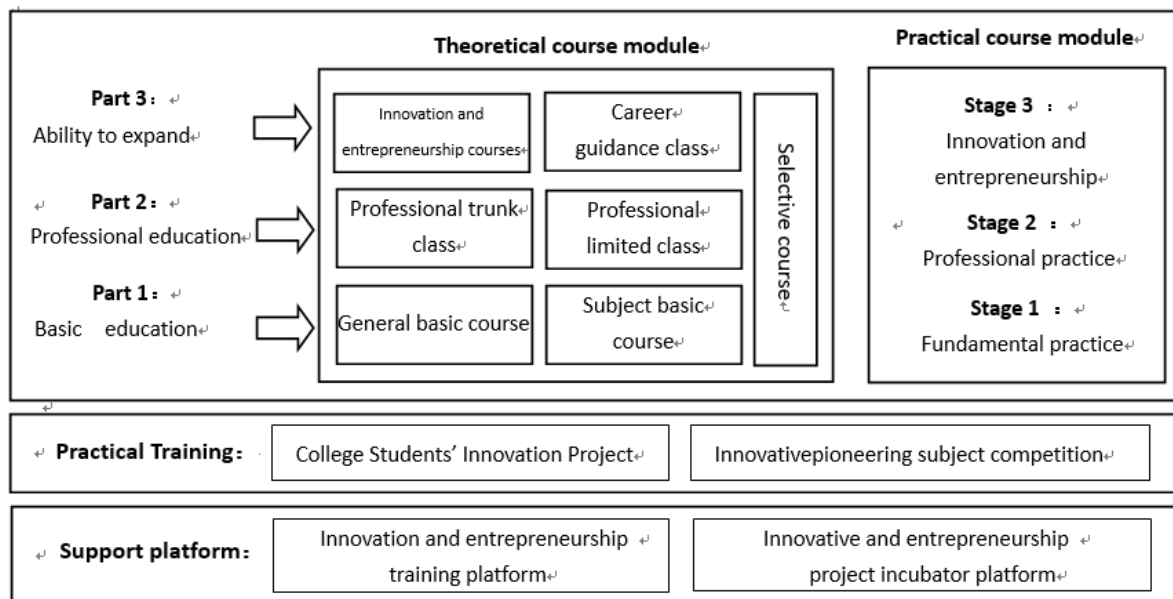 Theoretical course module
Practical course module
Part 3：
Ability to expand
Innovation and
entrepreneurship courses
Career
guidance class
Part 2：
Professional education
Professional trunk
class
Professional
limited class
Part 1：
Basic education
General basic course
Subject basic
course
Selective course
Stage 3 ：
Innovation and
entrepreneurship
Stage 2 ：
Professional practice
Stage 1 ：
Fundamental practice
Practical Training：
College Students’ Innovation Project
Innovativepioneering subject competition
Support platform：
Innovation and entrepreneurship
training platform
Innovative and entrepreneurship
project incubator platform